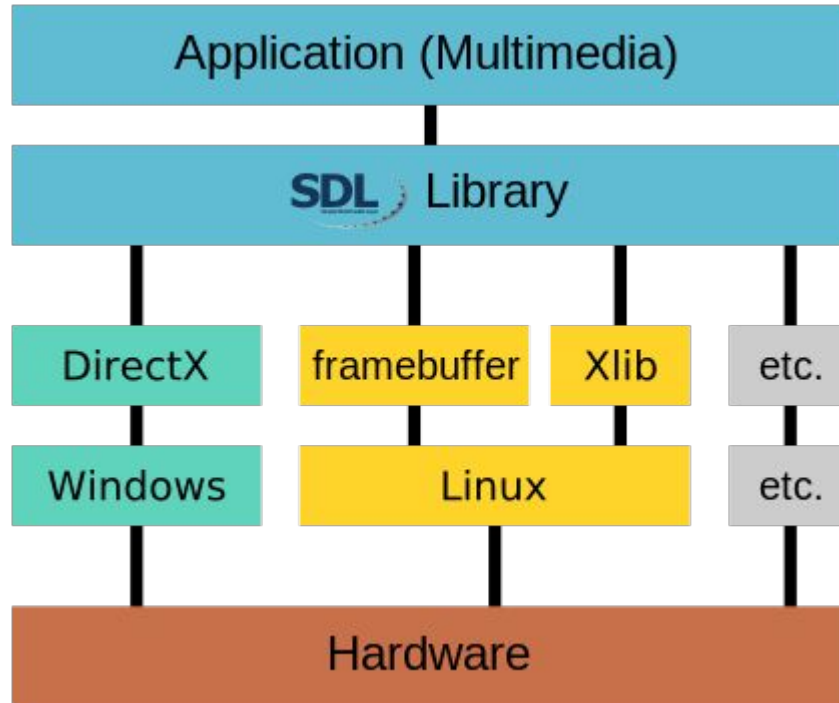 Application (Multimedia)
SDL Library
DirectX
framebuffer
Xlib
etc.
Windows
Linux
etc.
Hardware